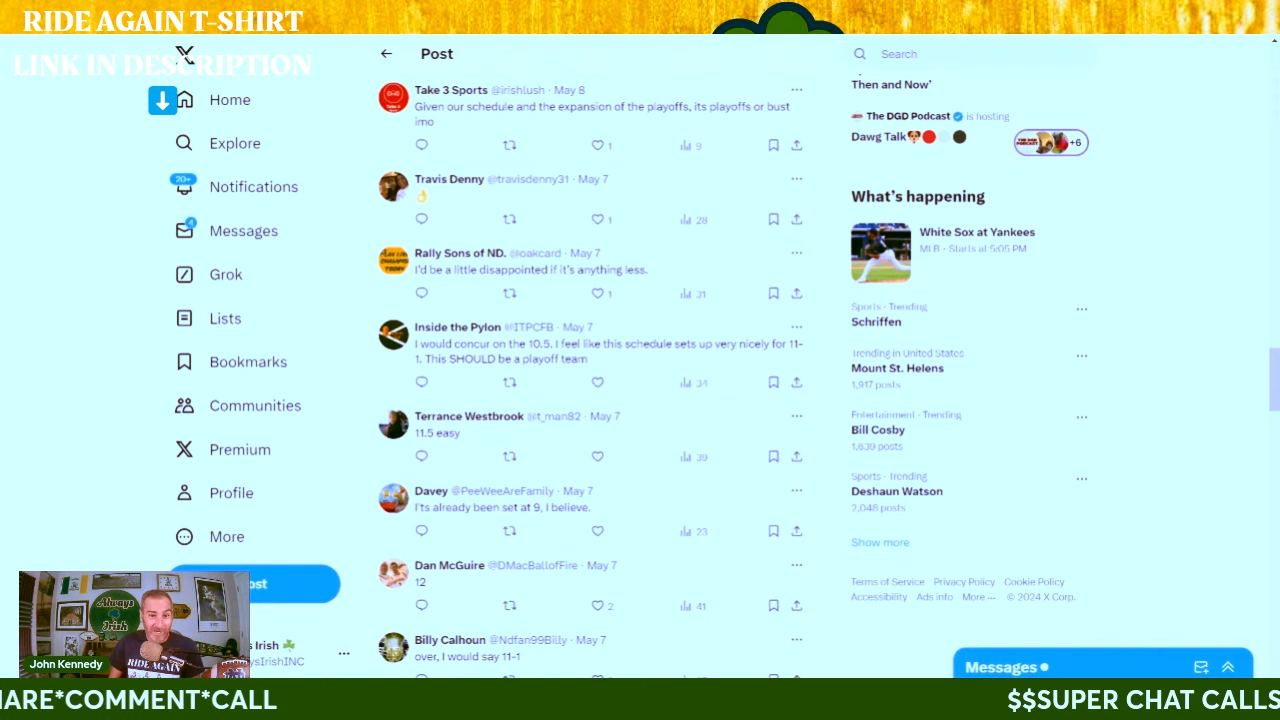 RIDE AGAIN T-SHIRT
LINK IN DESCRIPTION
Home
Explore
20+
Notifications
4
Messages
Grok
Lists
Bookmarks
Communities
Premium
Profile
More
ost
s Irish ☘️
ysIrishINC
Always
Irish
RIDE AGAIN
John Kennedy
Post
Take 3 Sports @irishlush · May 8
Given our schedule and the expansion of the playoffs, its playoffs or bust
imo
1
9
Travis Denny @travisdenny31 · May 7
👌
1
28
Rally Sons of ND. @oakcard · May 7
I'd be a little disappointed if it's anything less.
1
31
Inside the Pylon @ITPCFB · May 7
I would concur on the 10.5. I feel like this schedule sets up very nicely for 11-
1. This SHOULD be a playoff team
34
Terrance Westbrook @t_man82 · May 7
11.5 easy
39
Davey @PeeWeeAreFamily · May 7
I'ts already been set at 9, I believe.
23
Dan McGuire @DMacBallofFire · May 7
12
2
41
Billy Calhoun @Ndfan99Billy · May 7
over, I would say 11-1
Search
Then and Now'
The DGD Podcast is hosting
Dawg Talk
+6
What's happening
White Sox at Yankees
MLB · Starts at 5:05 PM
Sports · Trending
Schriffen
Trending in United States
Mount St. Helens
1,917 posts
Entertainment · Trending
Bill Cosby
1,639 posts
Sports · Trending
Deshaun Watson
2,048 posts
Show more
Terms of Service Privacy Policy Cookie Policy
Accessibility Ads info More ··· © 2024 X Corp.
Messages
HARE*COMMENT*CALL
$$SUPER CHAT CALLS